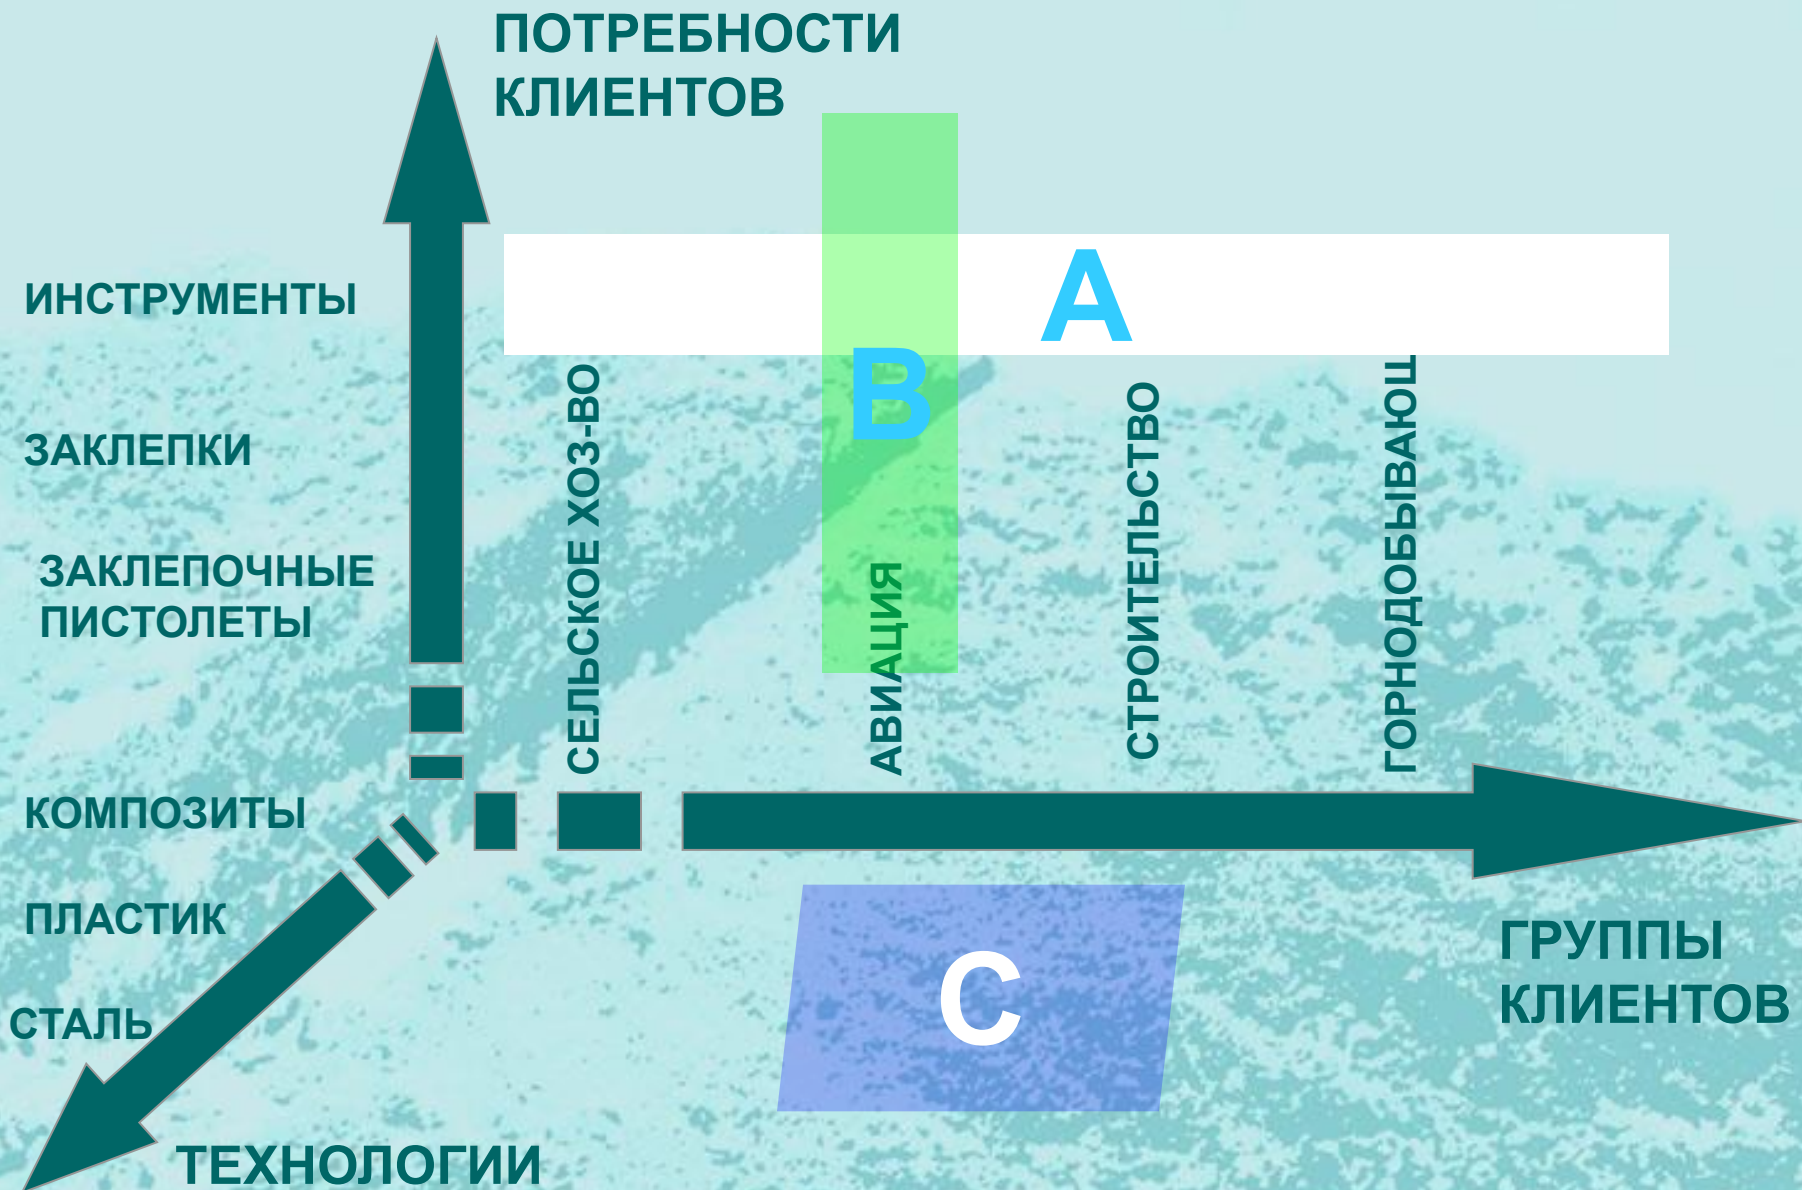 ПОТРЕБНОСТИ
КЛИЕНТОВ
A
ИНСТРУМЕНТЫ
B
ЗАКЛЕПКИ
ЗАКЛЕПОЧНЫЕ
ПИСТОЛЕТЫ
СЕЛЬСКОЕ ХОЗ-ВО
АВИАЦИЯ
СТРОИТЕЛЬСТВО
ГОРНОДОБЫВАЮЩ
КОМПОЗИТЫ
ПЛАСТИК
СТАЛЬ
C
ГРУППЫ
КЛИЕНТОВ
ТЕХНОЛОГИИ